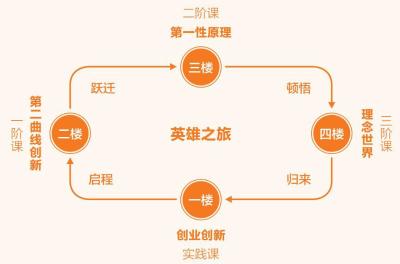 二阶课
第一性原理
三楼
跃迁
顿悟
一阶课
第二曲线创新
二楼
英雄之旅
四楼
理念世界
三阶课
启程
归来
一楼
创业创新
实践课